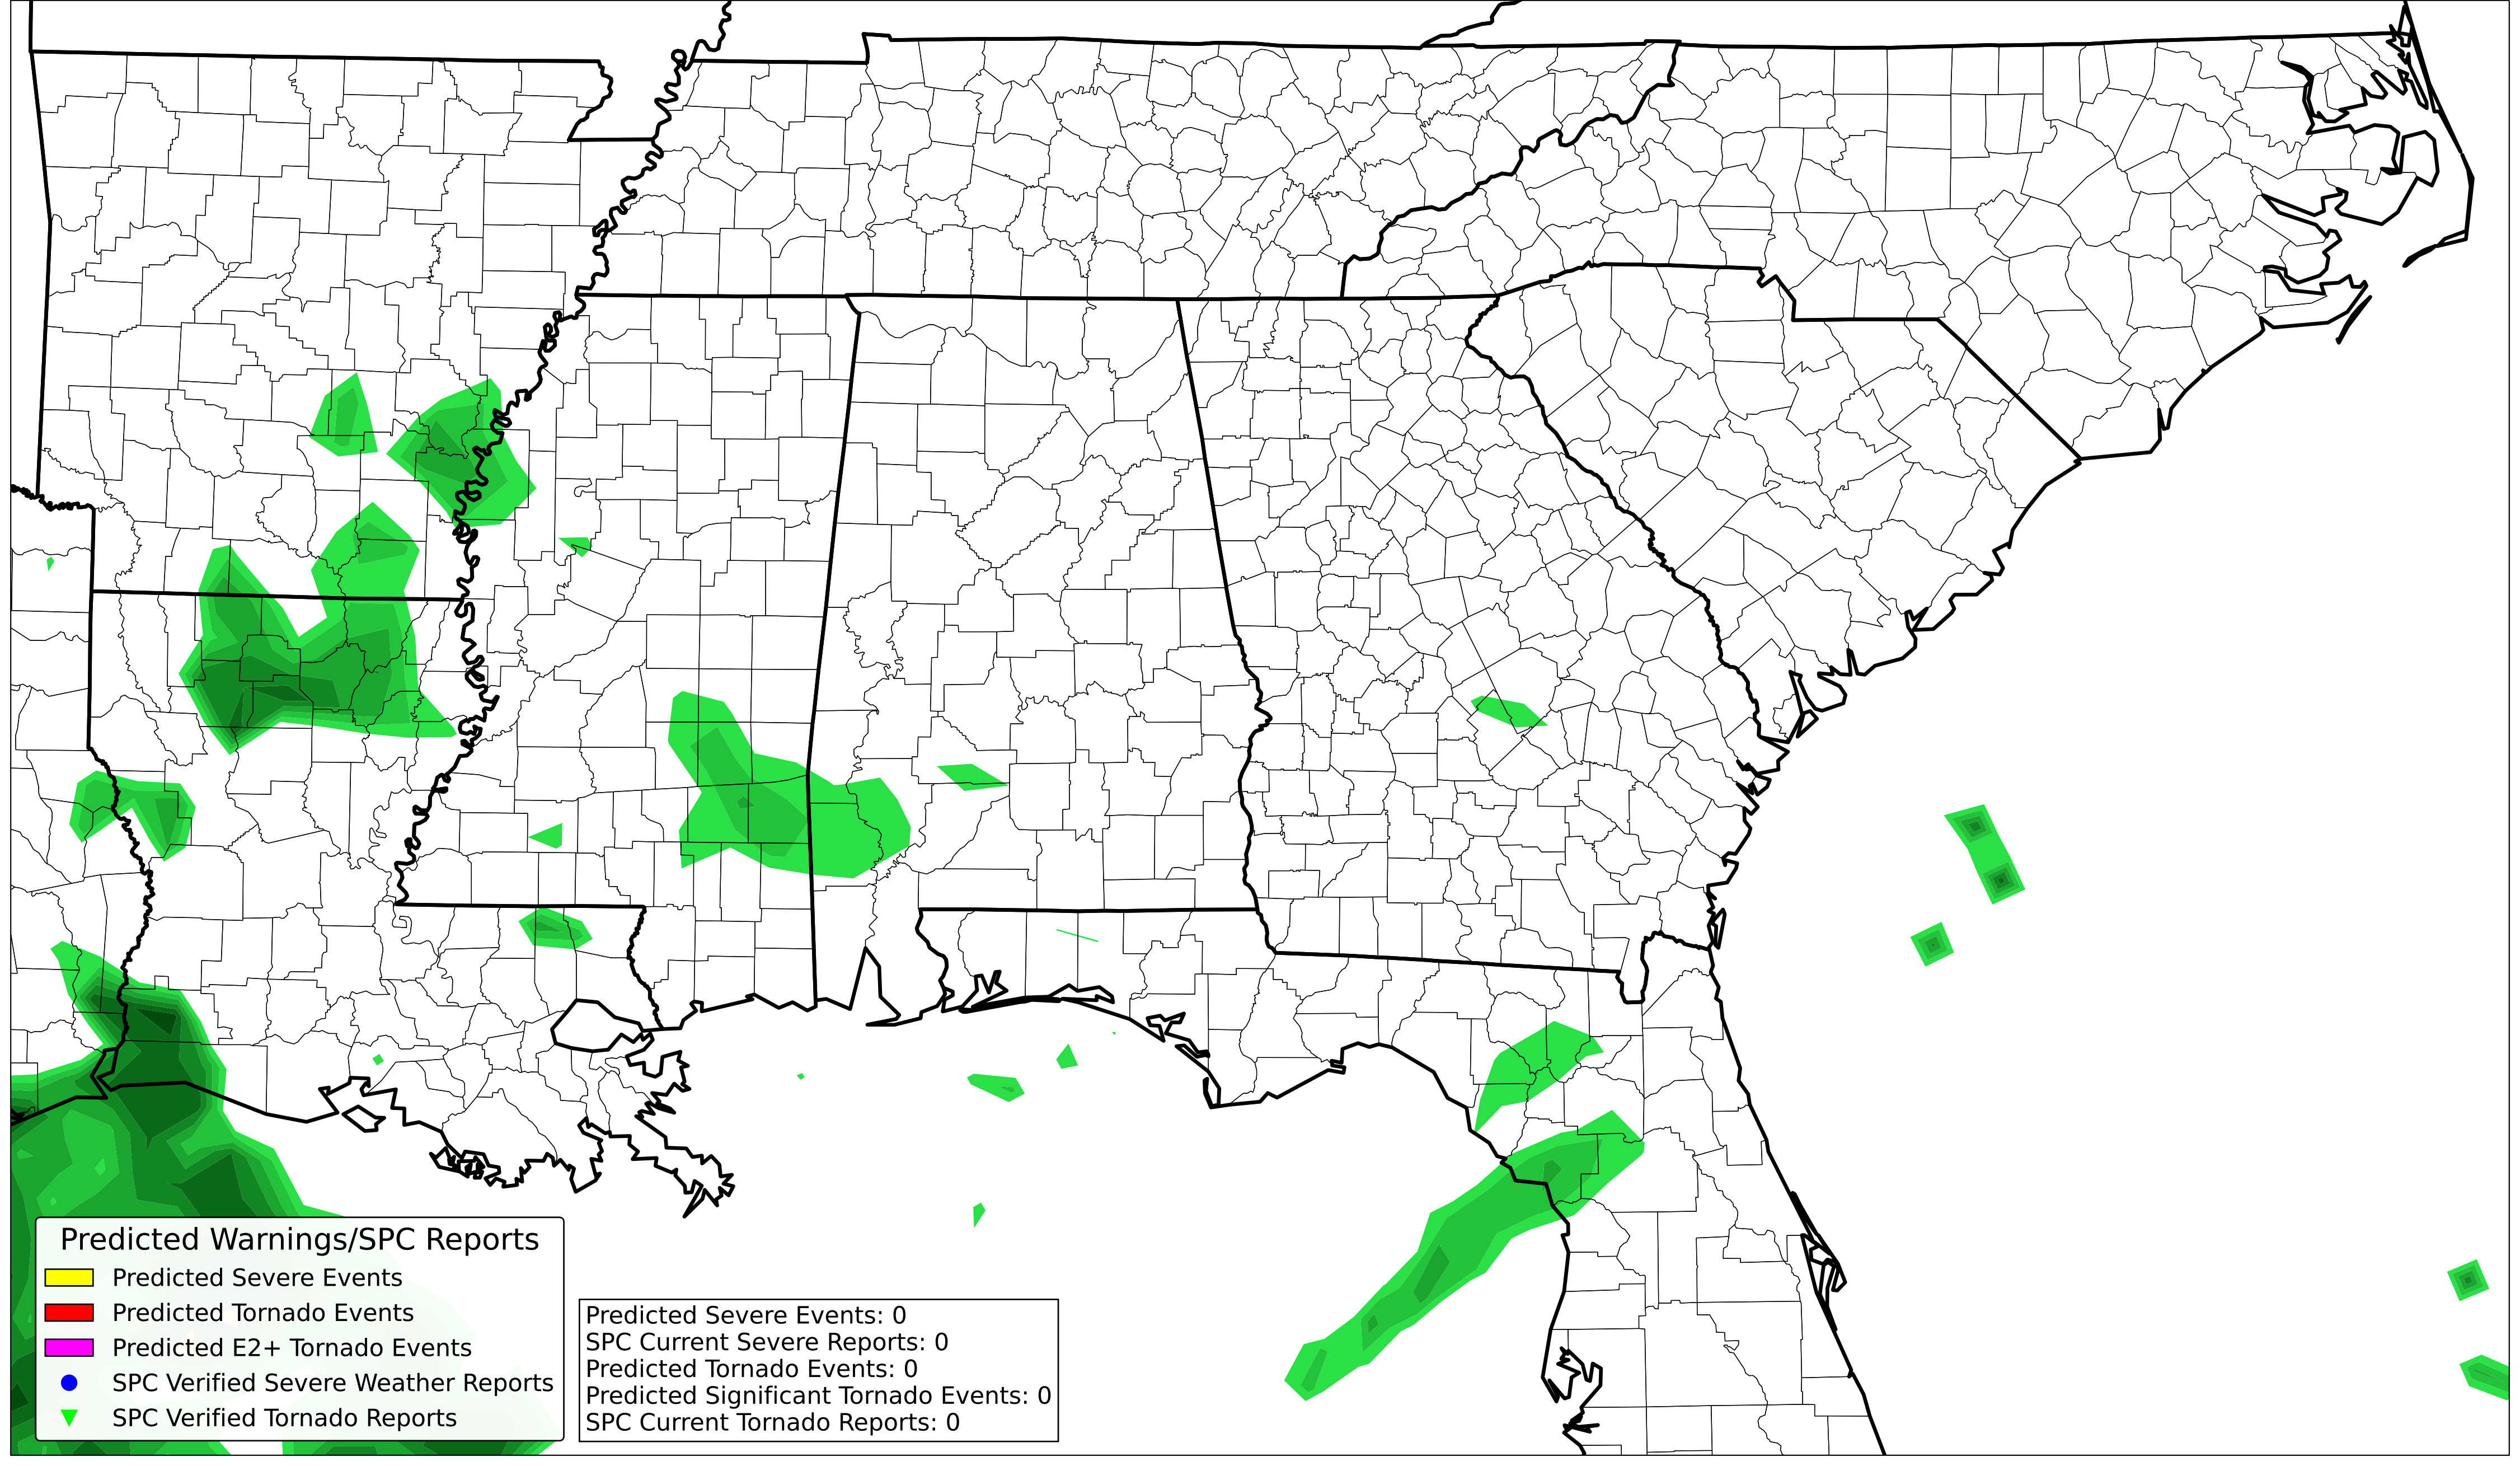 Predicted Warnings/SPC Reports
Predicted Severe Events
Predicted Tornado Events
Predicted E2+ Tornado Events
SPC Verified Severe Weather Reports
SPC Verified Tornado Reports
Predicted Severe Events: 0
SPC Current Severe Reports: 0
Predicted Tornado Events: 0
Predicted Significant Tornado Events: 0
SPC Current Tornado Reports: 0